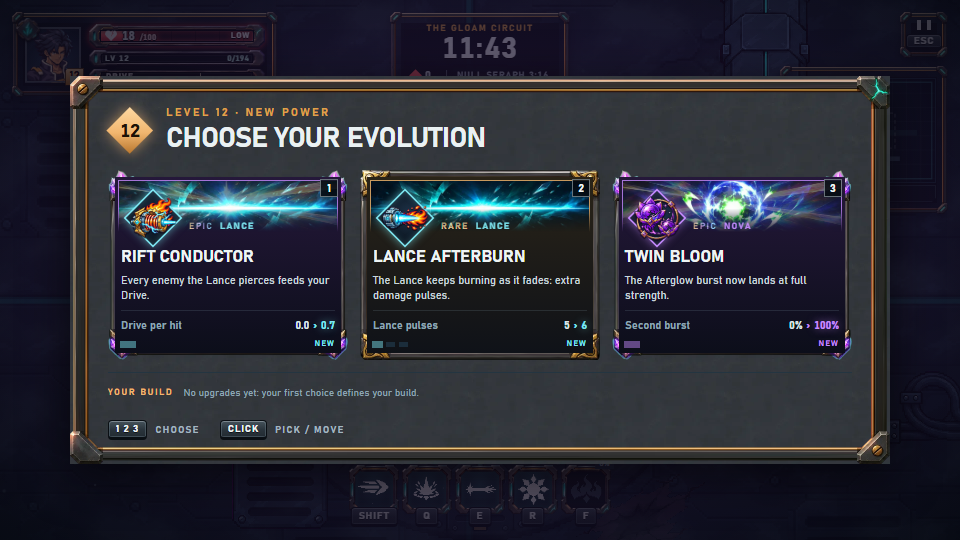 18 /100 LOW
LV 12 0/194
DRIVE
THE GLOAM CIRCUIT
11:43
0 NULL SERAPH 3:16
ESC
12
LEVEL 12 · NEW POWER
CHOOSE YOUR EVOLUTION
1
EPIC LANCE
RIFT CONDUCTOR
Every enemy the Lance pierces feeds your
Drive.
Drive per hit 0.0 › 0.7
NEW
2
RARE LANCE
LANCE AFTERBURN
The Lance keeps burning as it fades: extra
damage pulses.
Lance pulses 5 › 6
NEW
3
EPIC NOVA
TWIN BLOOM
The Afterglow burst now lands at full
strength.
Second burst 0% › 100%
NEW
YOUR BUILD No upgrades yet: your first choice defines your build.
1 2 3 CHOOSE CLICK PICK / MOVE
SHIFT Q E R F